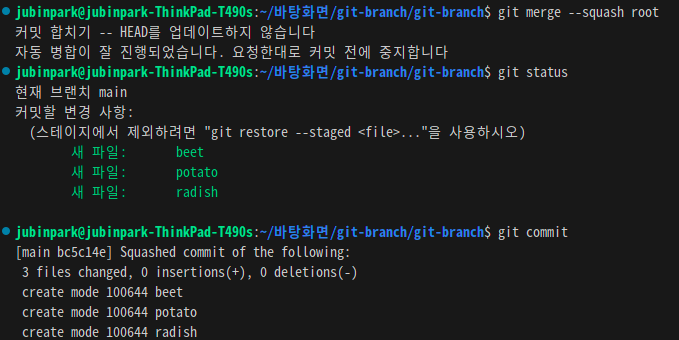 jubinpark@jubinpark-ThinkPad-T490s:~/바탕화면/git-branch/git-branch$ git merge --squash root
커밋 합치기 -- HEAD를 업데이트하지 않습니다
자동 병합이 잘 진행되었습니다. 요청한대로 커밋 전에 중지합니다
jubinpark@jubinpark-ThinkPad-T490s:~/바탕화면/git-branch/git-branch$ git status
현재 브랜치 main
커밋할 변경 사항:
  (스테이지에서 제외하려면 "git restore --staged <file>..."을 사용하시오)
        새 파일:       beet
        새 파일:       potato
        새 파일:       radish
jubinpark@jubinpark-ThinkPad-T490s:~/바탕화면/git-branch/git-branch$ git commit
[main bc5c14e] Squashed commit of the following:
 3 files changed, 0 insertions(+), 0 deletions(-)
 create mode 100644 beet
 create mode 100644 potato
 create mode 100644 radish